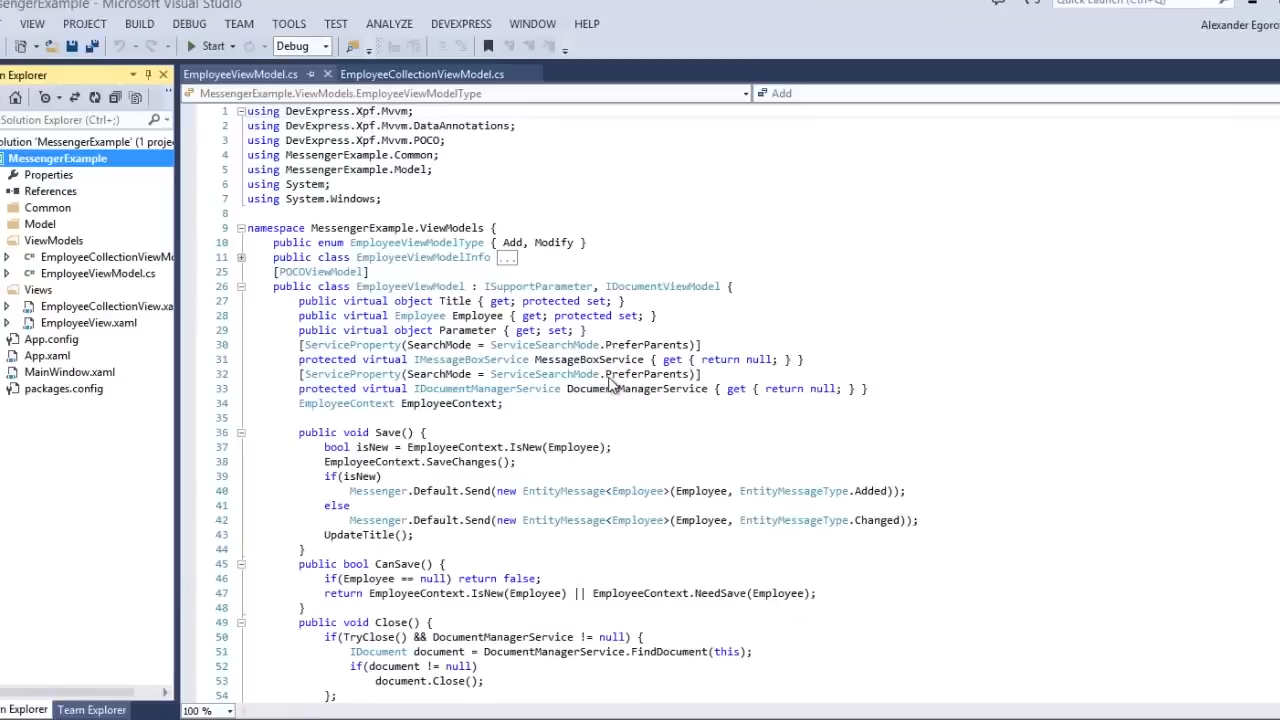 sengerExample - Microsoft Visual Studio
Quick Launch (Ctrl+Q)
VIEW PROJECT BUILD DEBUG TEAM TOOLS TEST ANALYZE DEVEXPRESS WINDOW HELP
Alexander Egoro
Start Debug
n Explorer
EmployeeViewModel.cs EmployeeCollectionViewModel.cs
MessengerExample.ViewModels.EmployeeViewModelType Add
Solution Explorer (Ctrl+;)
olution 'MessengerExample' (1 projec
MessengerExample
Properties
References
Common
Model
ViewModels
EmployeeCollectionViewMo
EmployeeViewModel.cs
Views
EmployeeCollectionView.xa
EmployeeView.xaml
App.config
App.xaml
MainWindow.xaml
packages.config
n Explorer Team Explorer
1 using DevExpress.Xpf.Mvvm;
2 using DevExpress.Xpf.Mvvm.DataAnnotations;
3 using DevExpress.Xpf.Mvvm.POCO;
4 using MessengerExample.Common;
5 using MessengerExample.Model;
6 using System;
7 using System.Windows;
8
9 namespace MessengerExample.ViewModels {
10 public enum EmployeeViewModelType { Add, Modify }
11 public class EmployeeViewModelInfo ...
25 [POCOViewModel]
26 public class EmployeeViewModel : ISupportParameter, IDocumentViewModel {
27 public virtual object Title { get; protected set; }
28 public virtual Employee Employee { get; protected set; }
29 public virtual object Parameter { get; set; }
30 [ServiceProperty(SearchMode = ServiceSearchMode.PreferParents)]
31 protected virtual IMessageBoxService MessageBoxService { get { return null; } }
32 [ServiceProperty(SearchMode = ServiceSearchMode.PreferParents)]
33 protected virtual IDocumentManagerService DocumentManagerService { get { return null; } }
34 EmployeeContext EmployeeContext;
35
36 public void Save() {
37 bool isNew = EmployeeContext.IsNew(Employee);
38 EmployeeContext.SaveChanges();
39 if(isNew)
40 Messenger.Default.Send(new EntityMessage<Employee>(Employee, EntityMessageType.Added));
41 else
42 Messenger.Default.Send(new EntityMessage<Employee>(Employee, EntityMessageType.Changed));
43 UpdateTitle();
44 }
45 public bool CanSave() {
46 if(Employee == null) return false;
47 return EmployeeContext.IsNew(Employee) || EmployeeContext.NeedSave(Employee);
48 }
49 public void Close() {
50 if(TryClose() && DocumentManagerService != null) {
51 IDocument document = DocumentManagerService.FindDocument(this);
52 if(document != null)
53 document.Close();
54 };
100 %